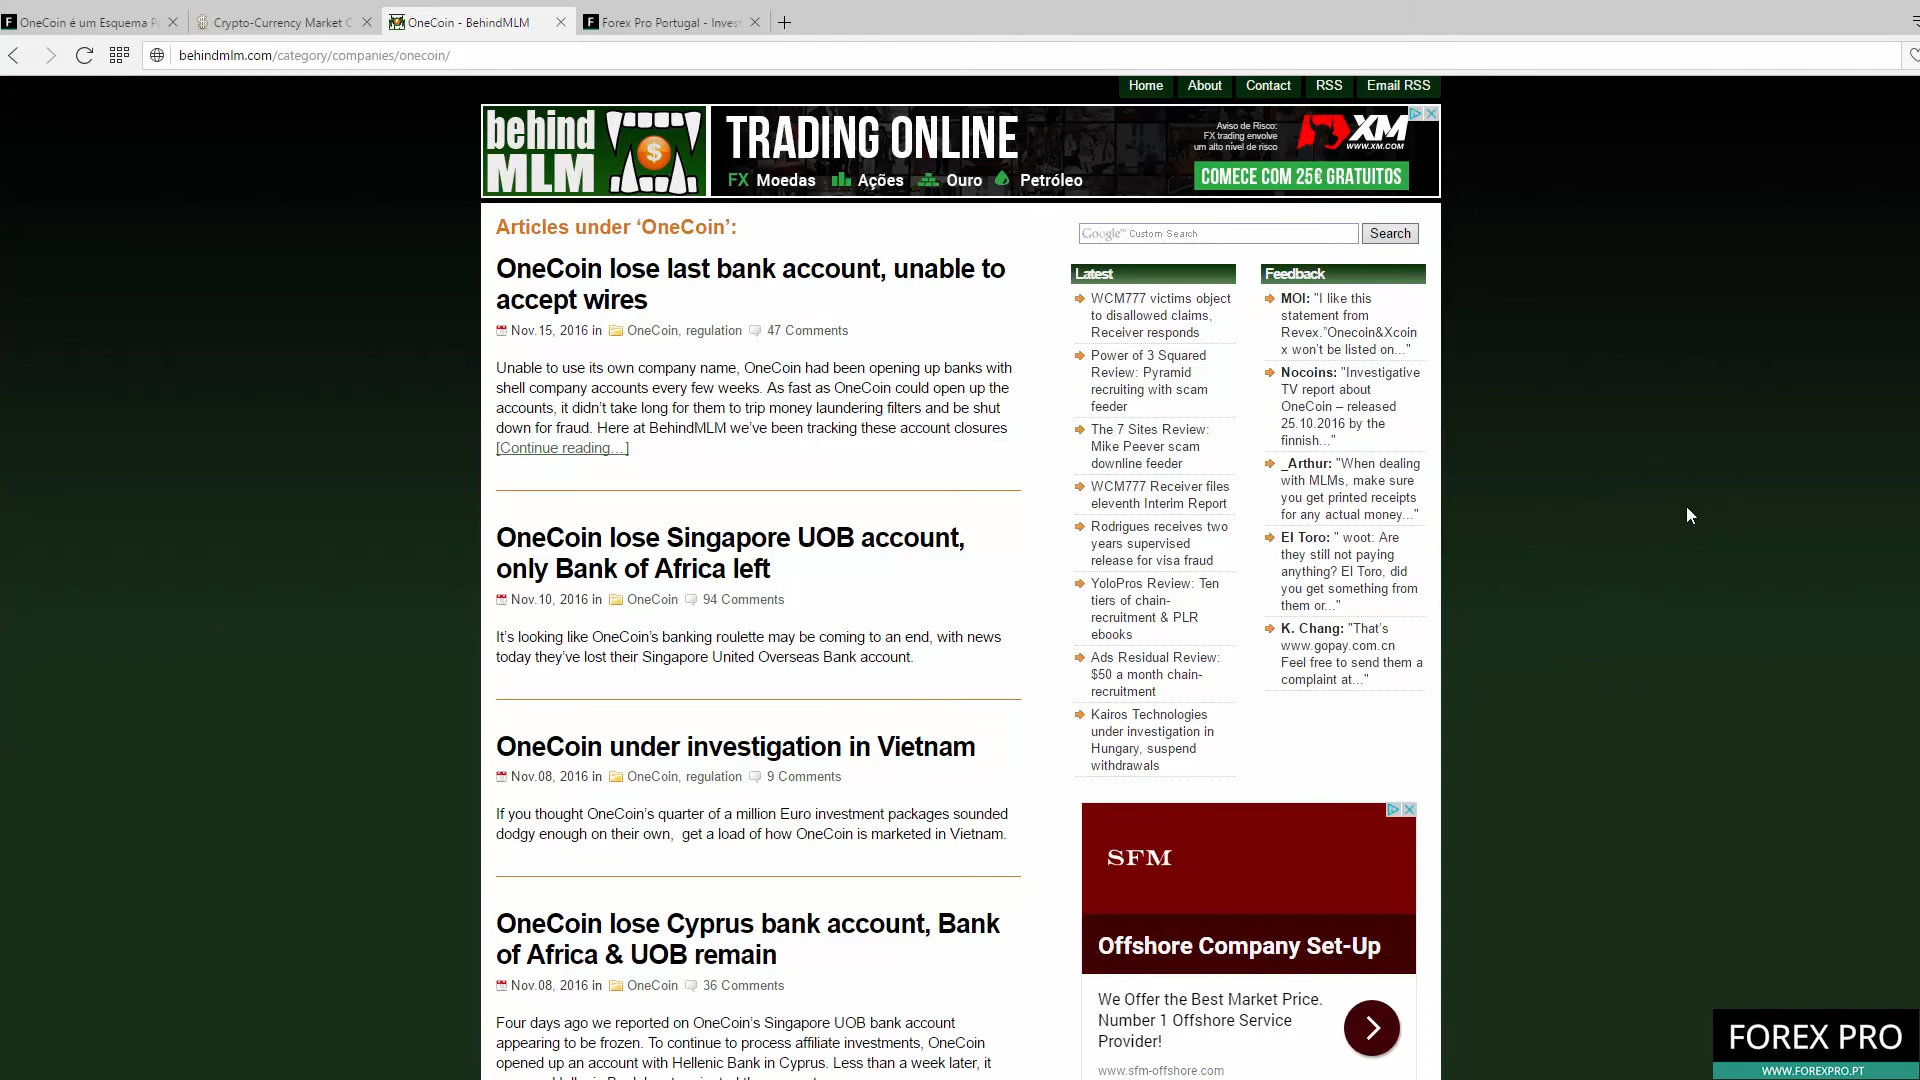 OneCoin é um Esquema P
Crypto-Currency Market C
OneCoin - BehindMLM
Forex Pro Portugal - Inves
behindmlm.com/category/companies/onecoin/
Home
About
Contact
RSS
Email RSS
behind
MLM
$
TRADING ONLINE
FX Moedas Ações Ouro Petróleo
Aviso de Risco:
FX trading envolve
um alto nível de risco
XM
WWW.XM.COM
COMECE COM 25€ GRATUITOS
Articles under ‘OneCoin’:
OneCoin lose last bank account, unable to
accept wires
Nov.15, 2016 in OneCoin, regulation 47 Comments
Unable to use its own company name, OneCoin had been opening up banks with
shell company accounts every few weeks. As fast as OneCoin could open up the
accounts, it didn’t take long for them to trip money laundering filters and be shut
down for fraud. Here at BehindMLM we’ve been tracking these account closures
[Continue reading...]
OneCoin lose Singapore UOB account,
only Bank of Africa left
Nov.10, 2016 in OneCoin 94 Comments
It’s looking like OneCoin’s banking roulette may be coming to an end, with news
today they’ve lost their Singapore United Overseas Bank account.
OneCoin under investigation in Vietnam
Nov.08, 2016 in OneCoin, regulation 9 Comments
If you thought OneCoin’s quarter of a million Euro investment packages sounded
dodgy enough on their own, get a load of how OneCoin is marketed in Vietnam.
OneCoin lose Cyprus bank account, Bank
of Africa & UOB remain
Nov.08, 2016 in OneCoin 36 Comments
Four days ago we reported on OneCoin’s Singapore UOB bank account
appearing to be frozen. To continue to process affiliate investments, OneCoin
opened up an account with Hellenic Bank in Cyprus. Less than a week later, it
Google™ Custom Search
Search
Latest
WCM777 victims object
to disallowed claims,
Receiver responds
Power of 3 Squared
Review: Pyramid
recruiting with scam
feeder
The 7 Sites Review:
Mike Peever scam
downline feeder
WCM777 Receiver files
eleventh Interim Report
Rodrigues receives two
years supervised
release for visa fraud
YoloPros Review: Ten
tiers of chain-
recruitment & PLR
ebooks
Ads Residual Review:
$50 a month chain-
recruitment
Kairos Technologies
under investigation in
Hungary, suspend
withdrawals
Feedback
MOI: "I like this
statement from
Revex.”Onecoin&Xcoin
x won’t be listed on..."
Nocoins: "Investigative
TV report about
OneCoin – released
25.10.2016 by the
finnish..."
_Arthur: "When dealing
with MLMs, make sure
you get printed receipts
for any actual money..."
El Toro: " woot: Are
they still not paying
anything? El Toro, did
you get something from
them or..."
K. Chang: "That’s
www.gopay.com.cn
Feel free to send them a
complaint at..."
SFM
Offshore Company Set-Up
We Offer the Best Market Price.
Number 1 Offshore Service
Provider!
www.sfm-offshore.com
FOREX PRO
WWW.FOREXPRO.PT